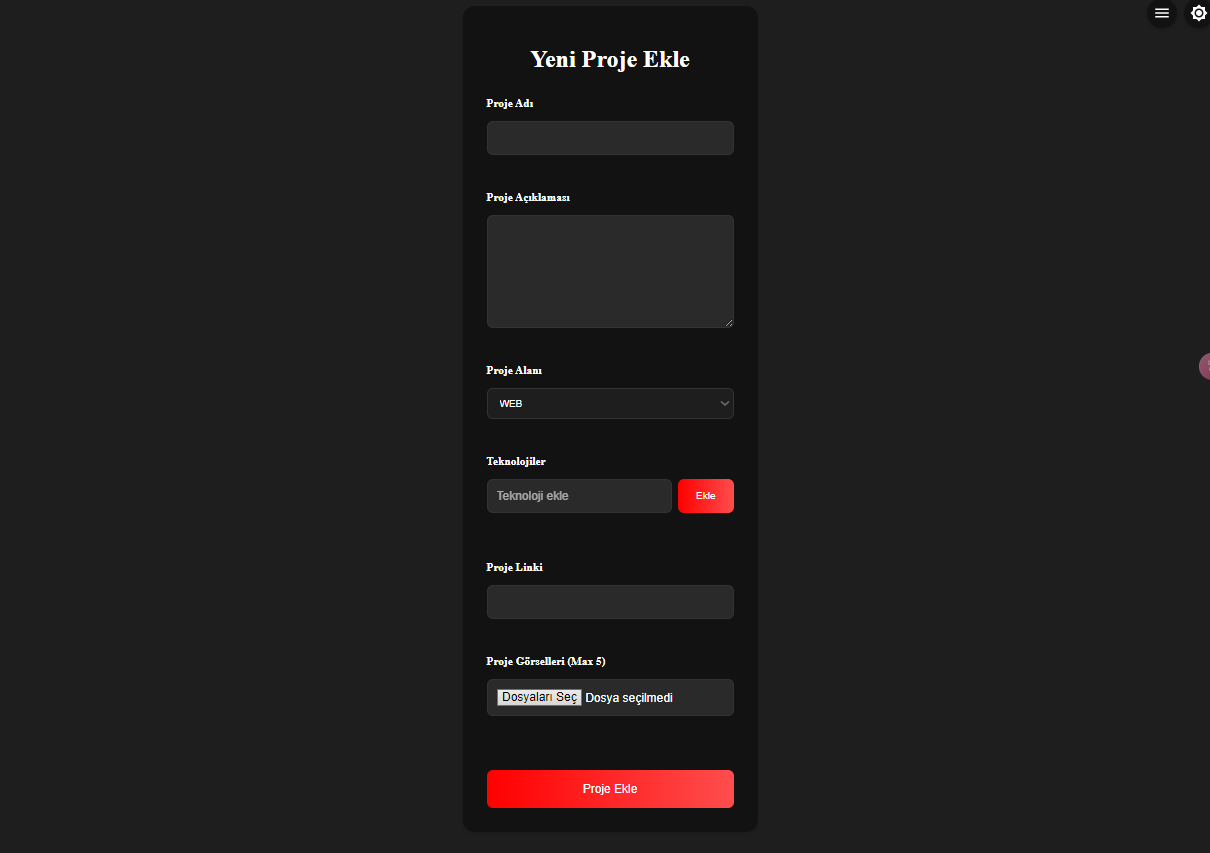 Yeni Proje Ekle
Proje Adı
Proje Açıklaması
Proje Alanı
WEB
Teknolojiler
Teknoloji ekle
Ekle
Proje Linki
Proje Görselleri (Max 5)
Dosyaları Seç Dosya seçilmedi
Proje Ekle